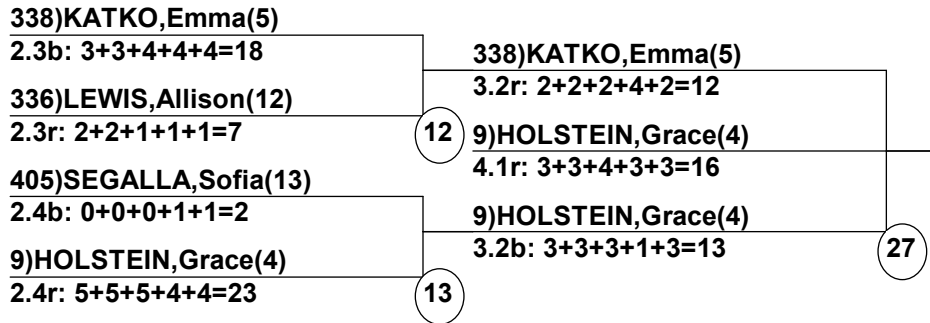 338)KATKO,Emma(5)
2.3b: 3+3+4+4+4=18
336)LEWIS,Allison(12)
2.3r: 2+2+1+1+1=7
12
405)SEGALLA,Sofia(13)
2.4b: 0+0+0+1+1=2
9)HOLSTEIN,Grace(4)
2.4r: 5+5+5+4+4=23
13
338)KATKO,Emma(5)
3.2r: 2+2+2+4+2=12
9)HOLSTEIN,Grace(4)
4.1r: 3+3+4+3+3=16
9)HOLSTEIN,Grace(4)
3.2b: 3+3+3+1+3=13
27